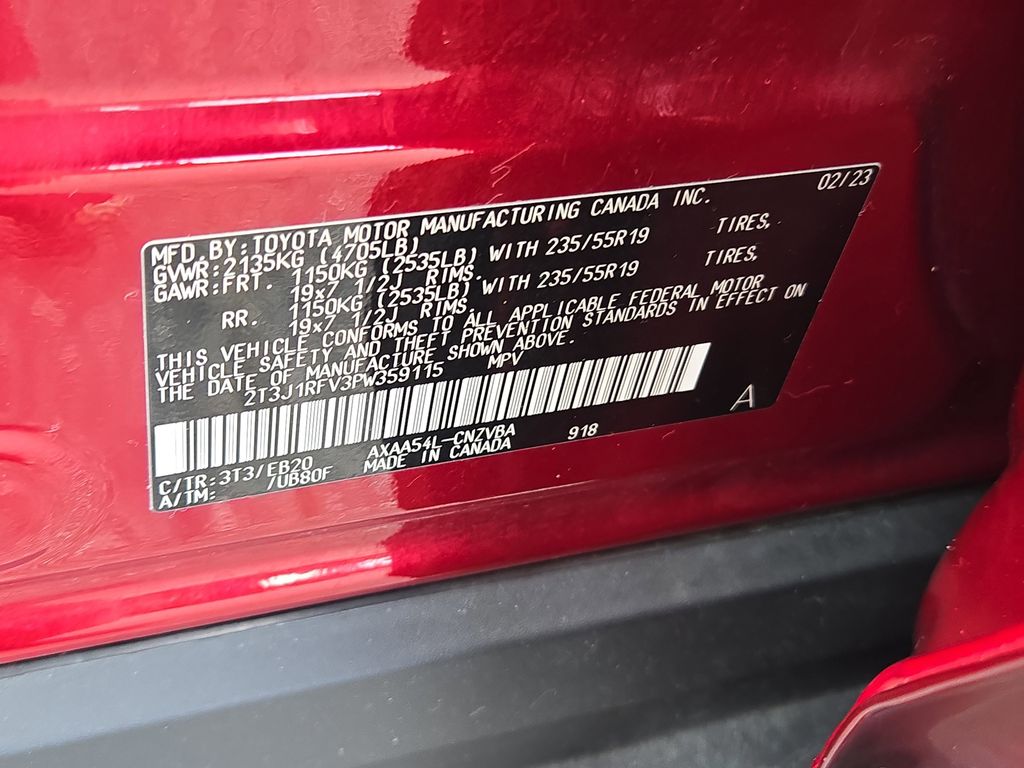 02/23
MFD.BY:TOYOTA MOTOR MANUFACTURING CANADA INC.
GVWR:2135KG (4705LB)
GAWR:FRT. 1150KG (2535LB) WITH 235/55R19 TIRES,
19x7 1/2J RIMS.
RR. 1150KG (2535LB) WITH 235/55R19 TIRES,
19x7 1/2J RIMS.
THIS VEHICLE CONFORMS TO ALL APPLICABLE FEDERAL MOTOR
VEHICLE SAFETY AND THEFT PREVENTION STANDARDS IN EFFECT ON
THE DATE OF MANUFACTURE SHOWN ABOVE.
2T3J1RFV3PW359115 MPV
A
AXAA54L-CNZVBA 918
C/TR:3T3/EB20 MADE IN CANADA
A/TM: /UB80F